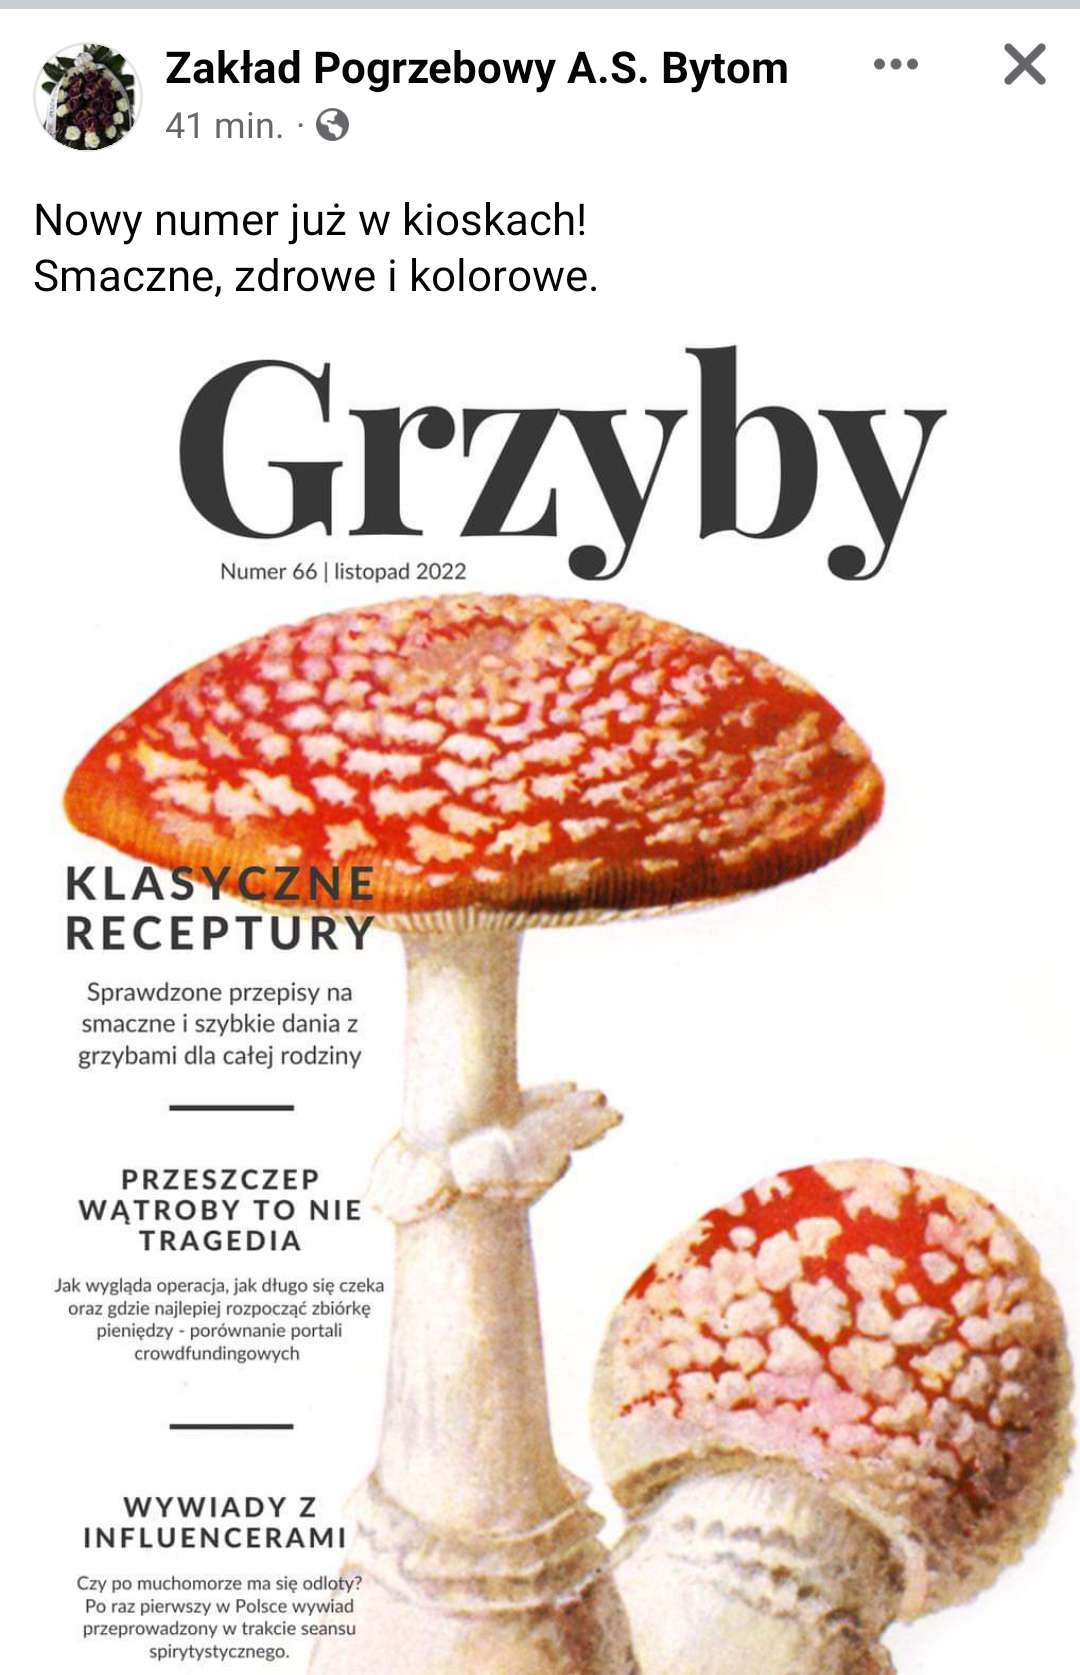 Zakład Pogrzebowy A.S. Bytom
41 min. ·
Nowy numer już w kioskach!
Smaczne, zdrowe i kolorowe.
Grzyby
Numer 66 | listopad 2022
KLASYCZNE
RECEPTURY
Sprawdzone przepisy na
smaczne i szybkie dania z
grzybami dla całej rodziny
PRZESZCZEP
WĄTROBY TO NIE
TRAGEDIA
Jak wygląda operacja, jak długo się czeka
oraz gdzie najlepiej rozpocząć zbiórkę
pieniędzy - porównanie portali
crowdfundingowych
WYWIADY Z
INFLUENCERAMI
Czy po muchomorze ma się odloty?
Po raz pierwszy w Polsce wywiad
przeprowadzony w trakcie seansu
spirytystycznego.